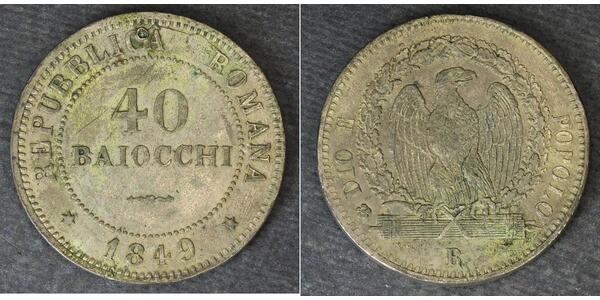 REPUBBLICA ROMANA
40
BAIOCCHI
1849
DIO E POPOLO
R